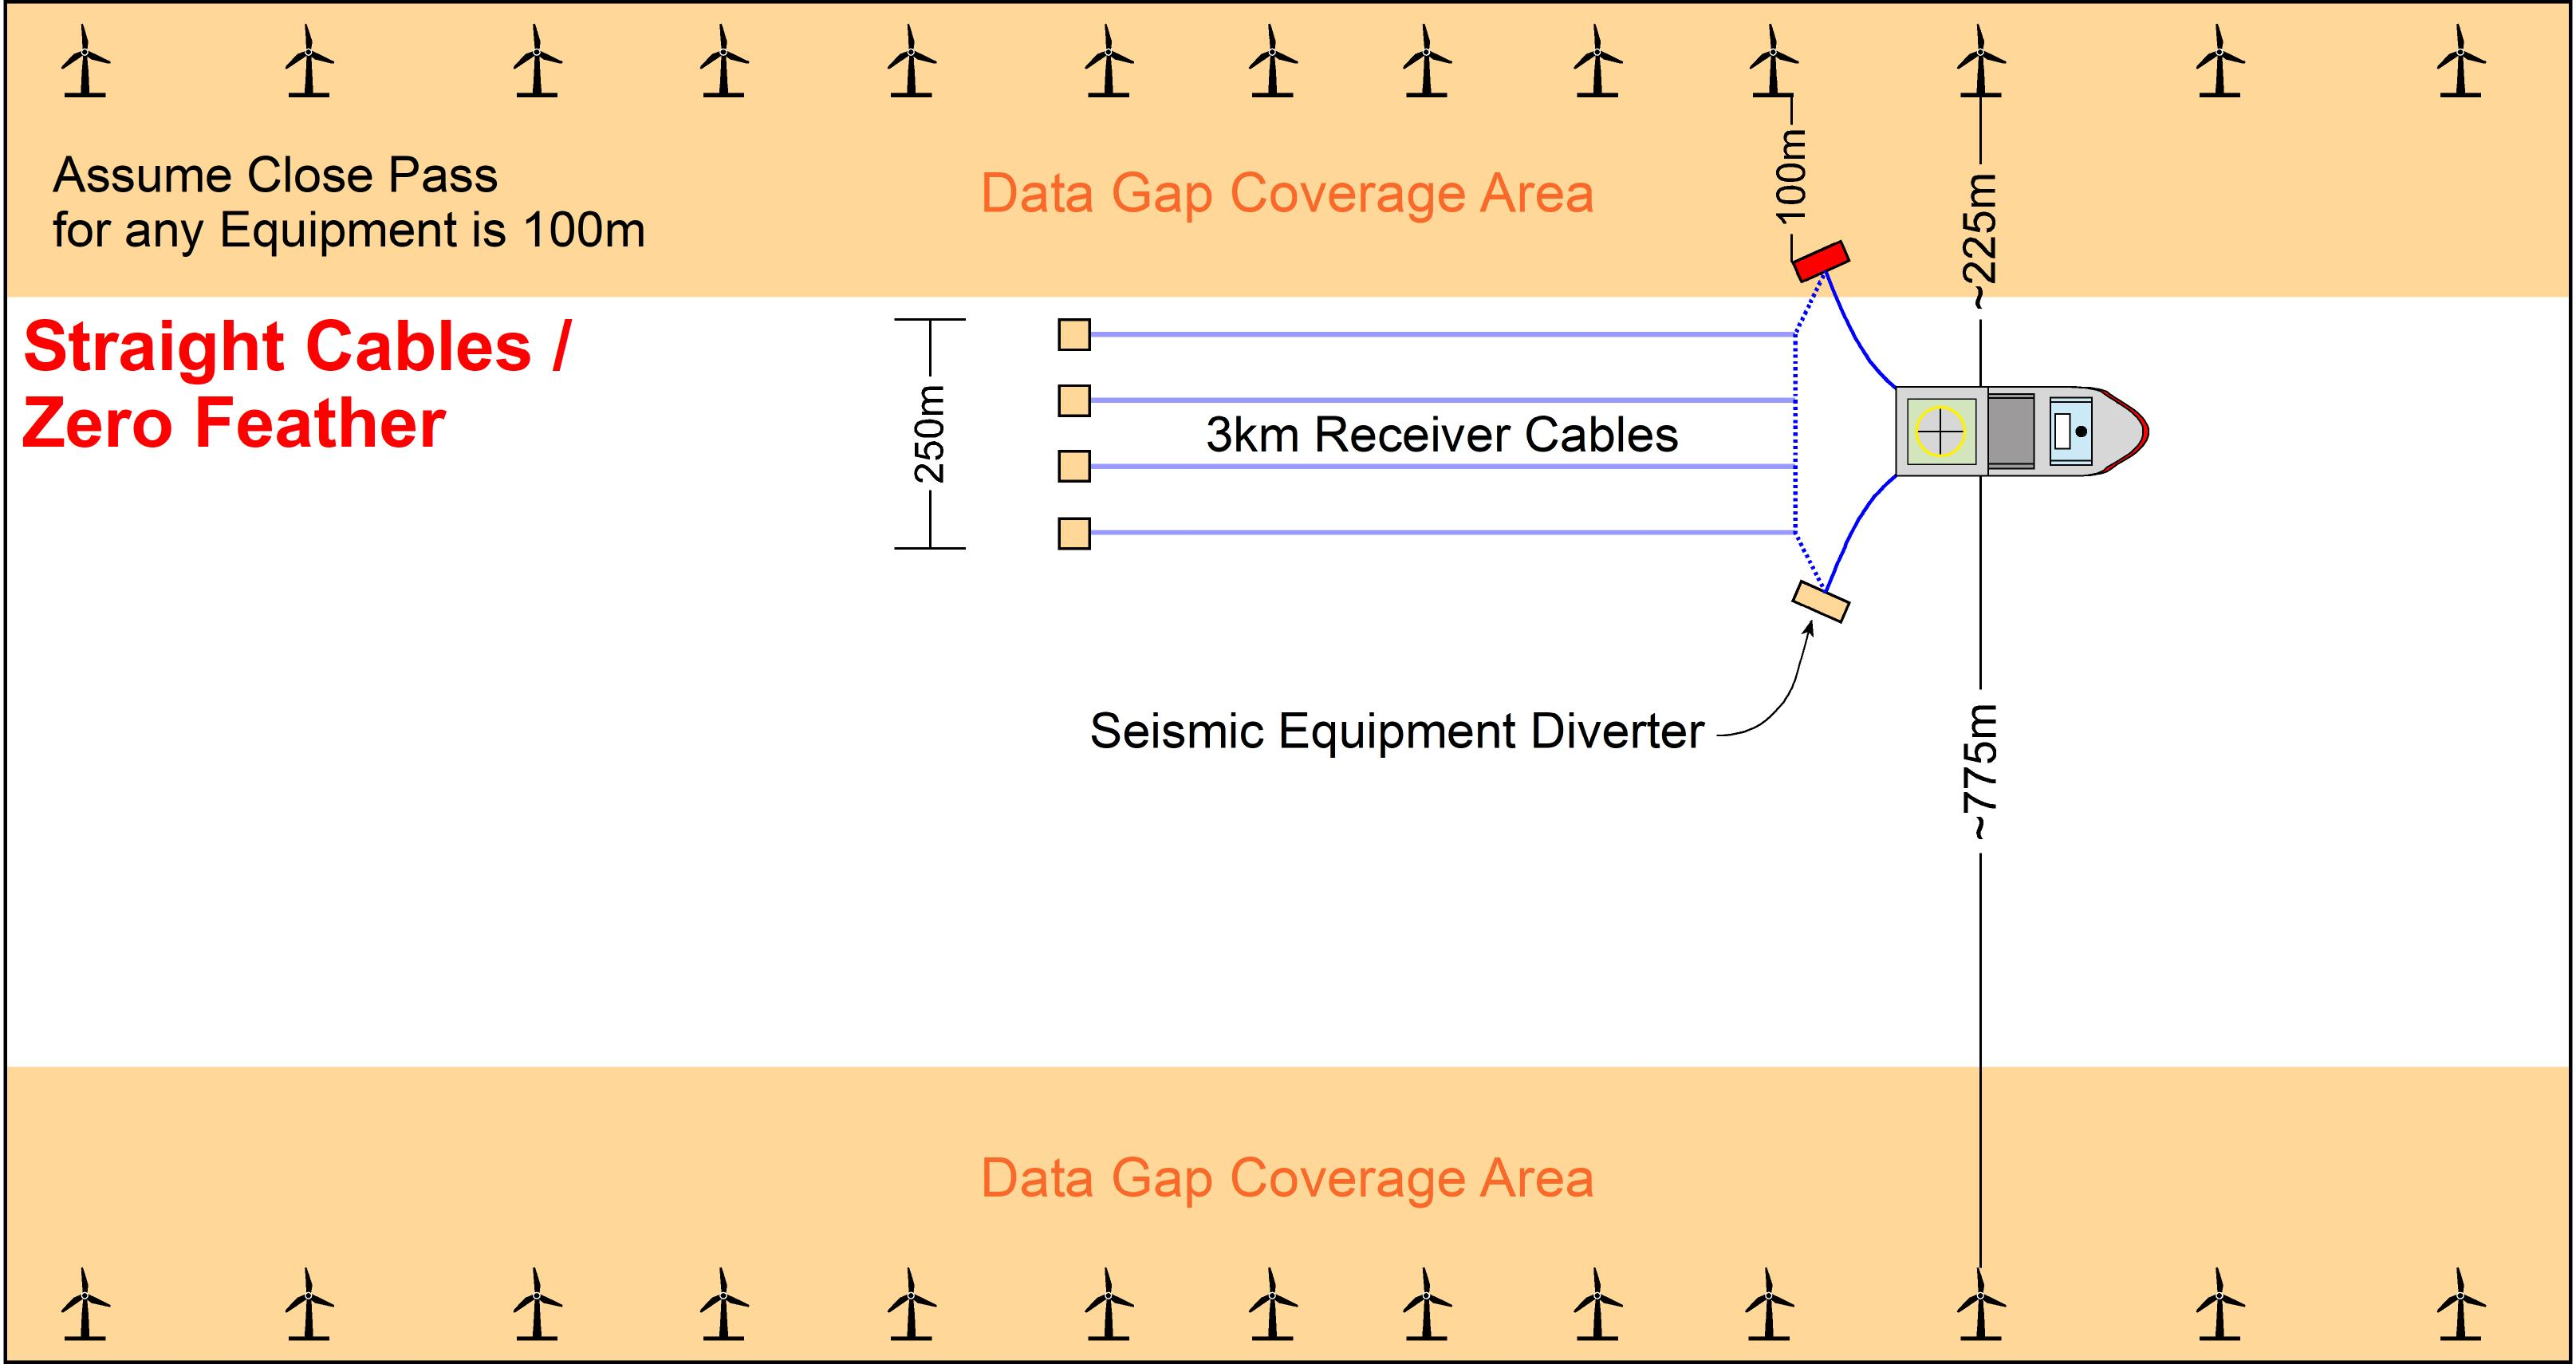 Assume Close Pass
for any Equipment is 100m
Data Gap Coverage Area
100m
~225m
Straight Cables /
Zero Feather
250m
3km Receiver Cables
Seismic Equipment Diverter
~775m
Data Gap Coverage Area